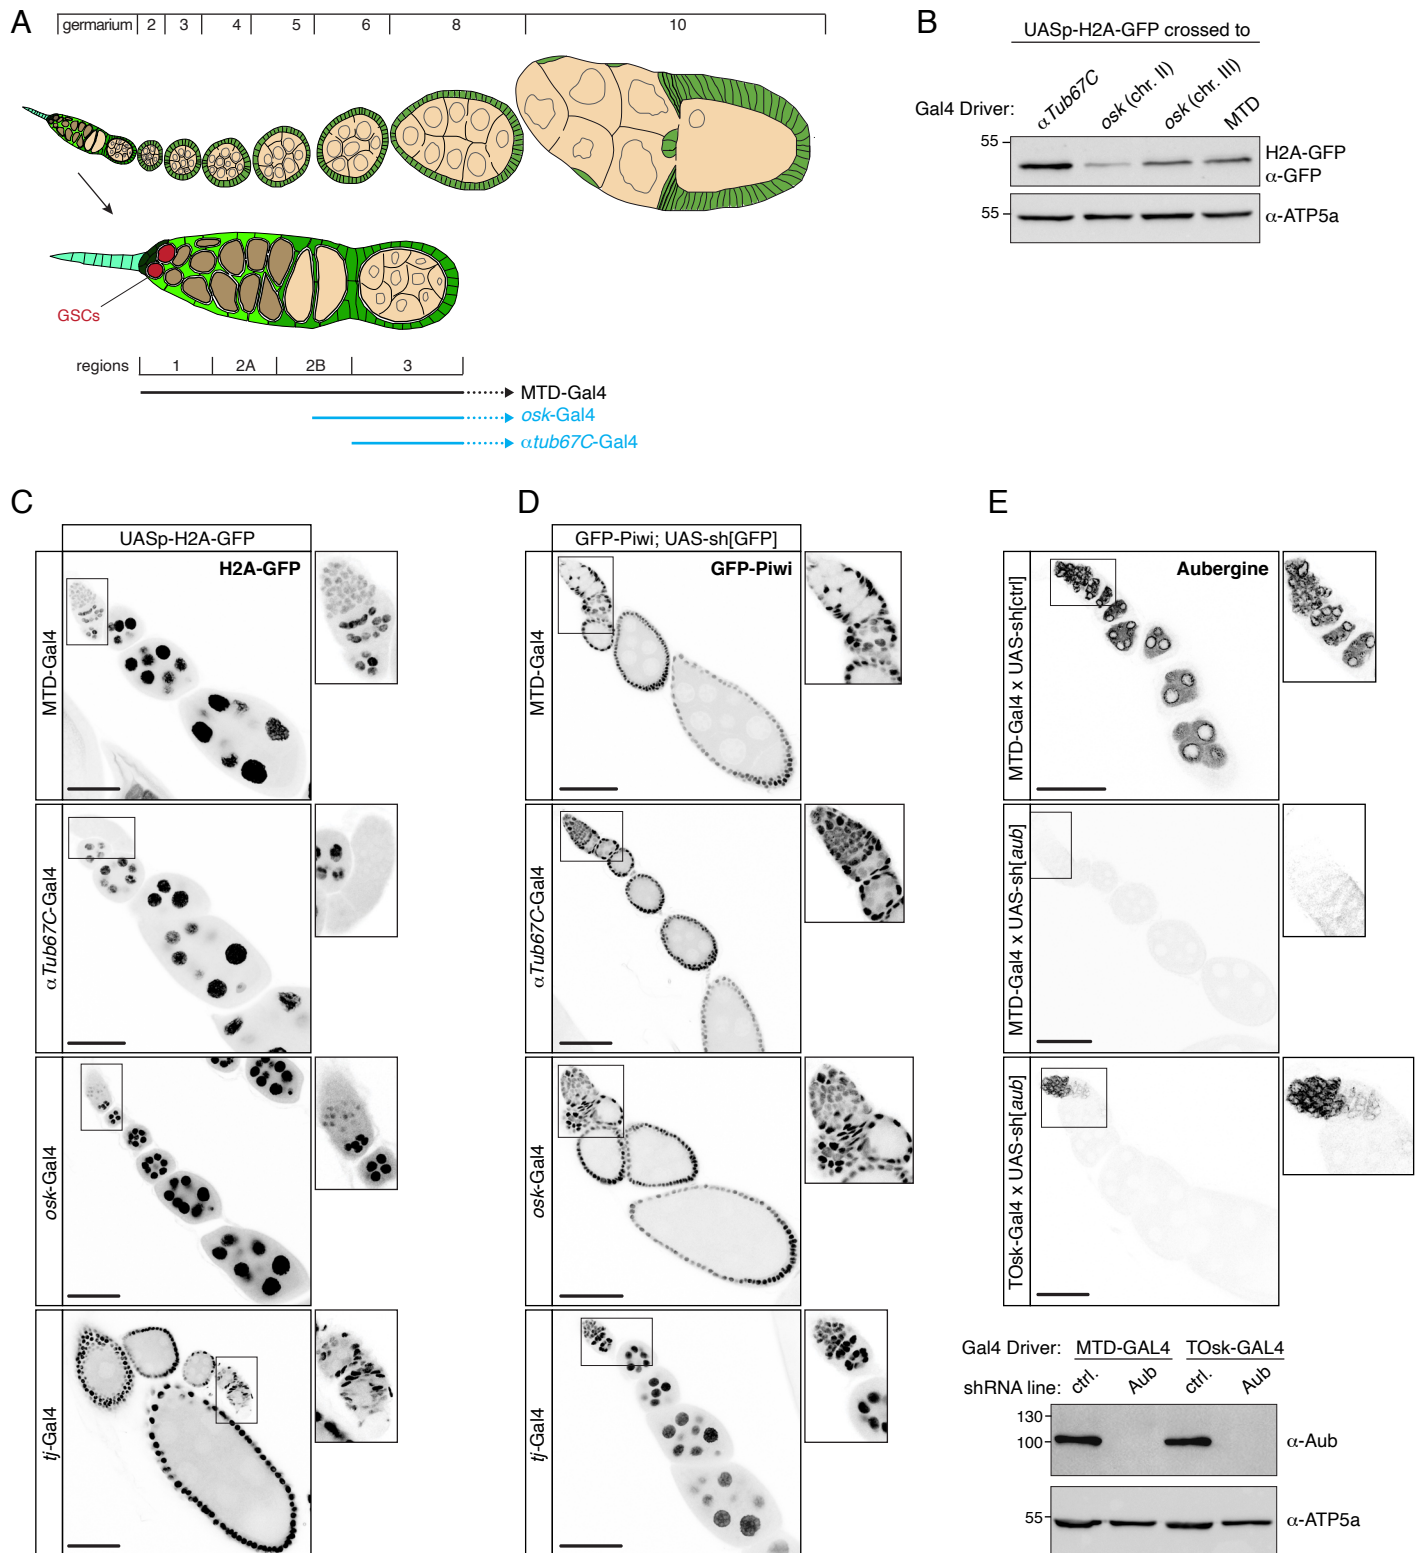 A
germarium 2 3 4 5 6 8 10
GSCs
regions 1 2A 2B 3
MTD-Gal4
osk-Gal4
αtub67C-Gal4
B
UASp-H2A-GFP crossed to
Gal4 Driver: αTub67C osk (chr. II) osk (chr. III) MTD
55
H2A-GFP
α-GFP
55
α-ATP5a
C
UASp-H2A-GFP
H2A-GFP
MTD-Gal4
αTub67C-Gal4
osk-Gal4
tj-Gal4
D
GFP-Piwi; UAS-sh[GFP]
GFP-Piwi
MTD-Gal4
αTub67C-Gal4
osk-Gal4
tj-Gal4
E
Aubergine
MTD-Gal4 x UAS-sh[ctrl]
MTD-Gal4 x UAS-sh[aub]
TOsk-Gal4 x UAS-sh[aub]
Gal4 Driver: MTD-GAL4 TOsk-GAL4
shRNA line: ctrl. Aub ctrl. Aub
130
100
α-Aub
55
α-ATP5a